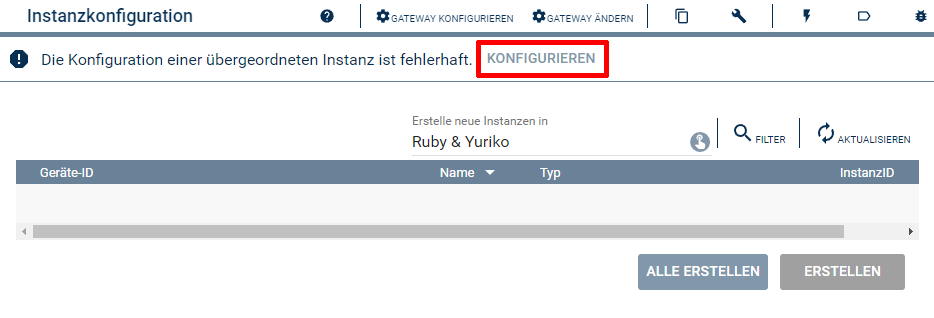 Instanzkonfiguration GATEWAY KONFIGURIEREN GATEWAY ÄNDERN
Die Konfiguration einer übergeordneten Instanz ist fehlerhaft. KONFIGURIEREN
Erstelle neue Instanzen in
Ruby & Yuriko FILTER AKTUALISIEREN
Geräte-ID Name Typ InstanzID
ALLE ERSTELLEN ERSTELLEN